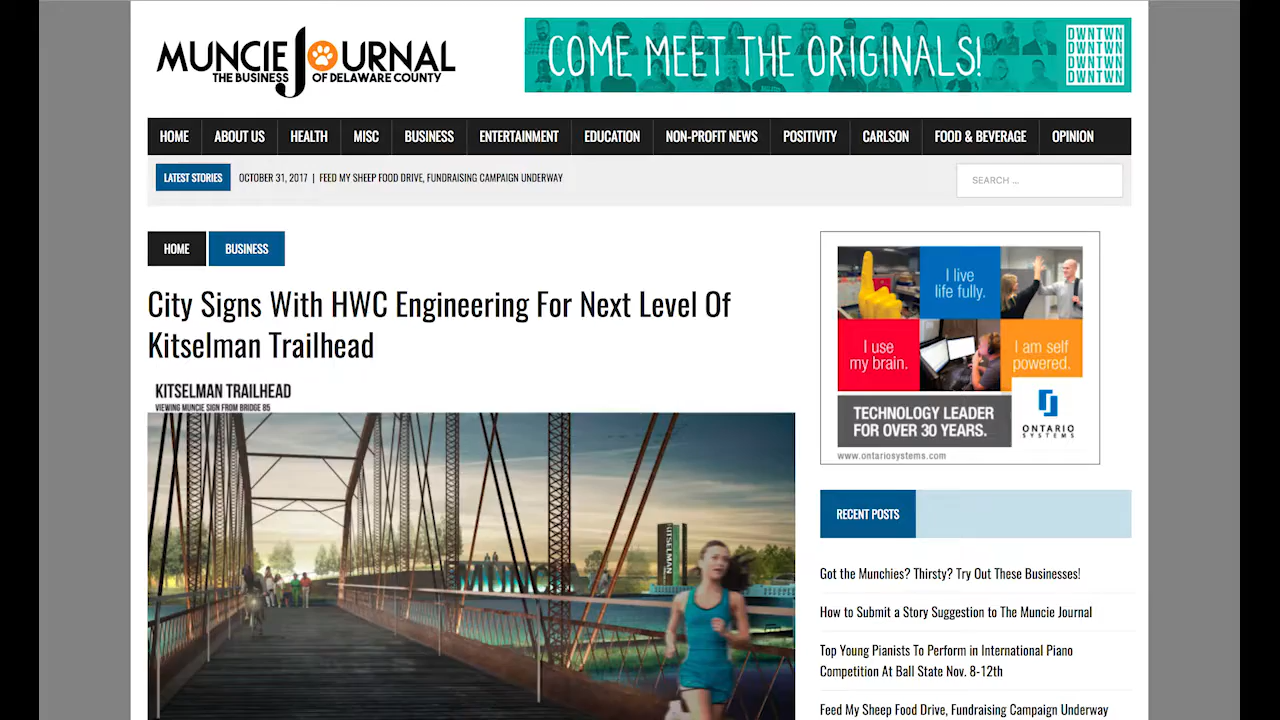 MUNCIE JOURNAL
THE BUSINESS OF DELAWARE COUNTY
COME MEET THE ORIGINALS!
DWNTWN
DWNTWN
DWNTWN
DWNTWN
HOME ABOUT US HEALTH MISC BUSINESS ENTERTAINMENT EDUCATION NON-PROFIT NEWS POSITIVITY CARLSON FOOD & BEVERAGE OPINION
LATEST STORIES OCTOBER 31, 2017 | FEED MY SHEEP FOOD DRIVE, FUNDRAISING CAMPAIGN UNDERWAY
SEARCH ...
HOME BUSINESS
City Signs With HWC Engineering For Next Level Of
Kitselman Trailhead
KITSELMAN TRAILHEAD
VIEWING MUNCIE SIGN FROM BRIDGE 85
KITSELMAN
MUNC
I live
life fully.
I use
my brain.
I am self
powered.
TECHNOLOGY LEADER
FOR OVER 30 YEARS.
ONTARIO
SYSTEMS
www.ontariosystems.com
RECENT POSTS
Got the Munchies? Thirsty? Try Out These Businesses!
How to Submit a Story Suggestion to The Muncie Journal
Top Young Pianists To Perform in International Piano
Competition At Ball State Nov. 8-12th
Feed My Sheep Food Drive, Fundraising Campaign Underway